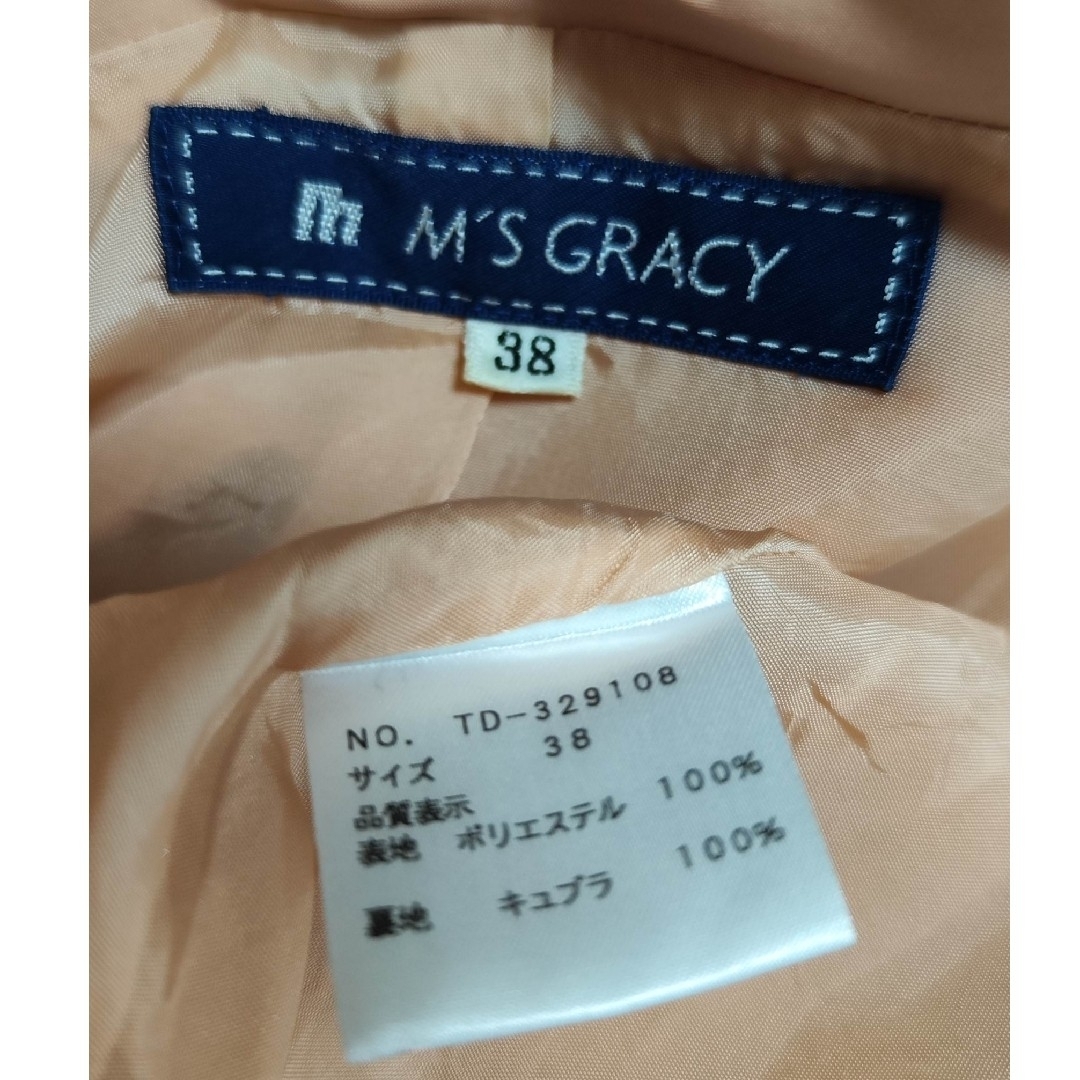 m M'S GRACY
38
NO. TD-329108
サイズ 38
品質表示
表地 ポリエステル 100%
裏地 キュプラ 100%